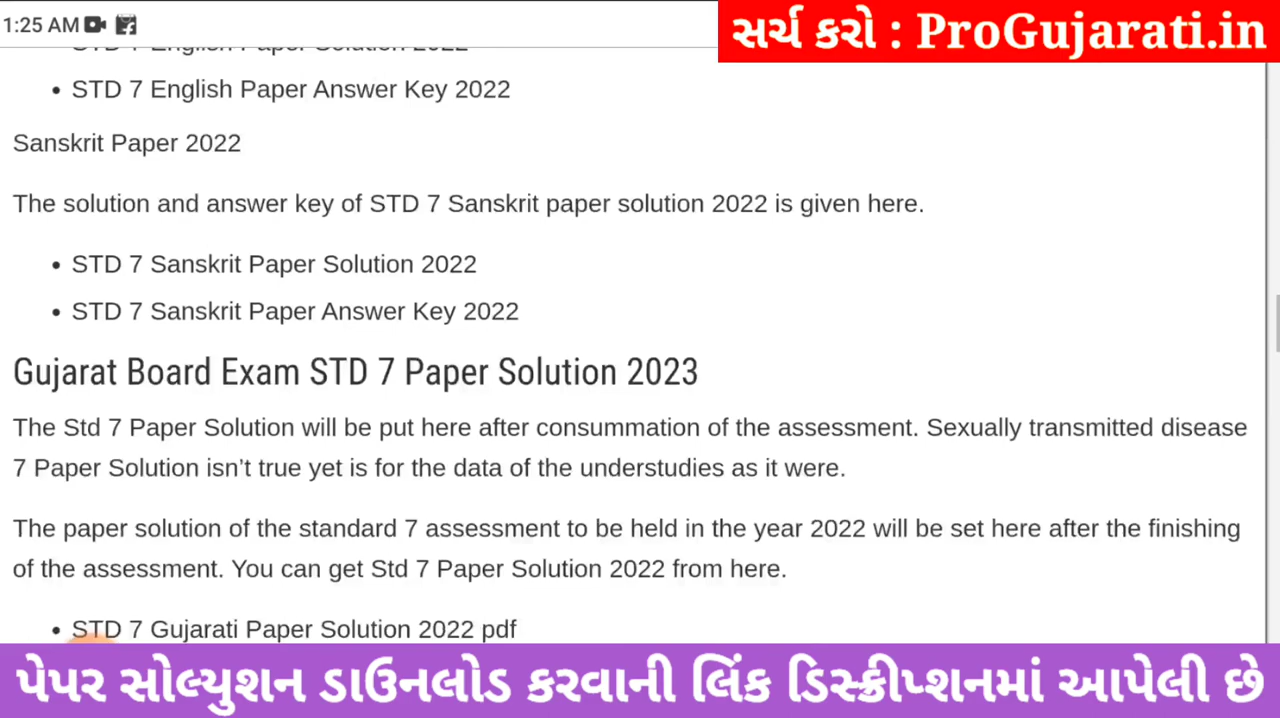 1:25 AM
સર્ચ કરો : ProGujarati.in
STD 7 English Paper Solution 2022
• STD 7 English Paper Answer Key 2022
Sanskrit Paper 2022
The solution and answer key of STD 7 Sanskrit paper solution 2022 is given here.
• STD 7 Sanskrit Paper Solution 2022
• STD 7 Sanskrit Paper Answer Key 2022
Gujarat Board Exam STD 7 Paper Solution 2023
The Std 7 Paper Solution will be put here after consummation of the assessment. Sexually transmitted disease
7 Paper Solution isn’t true yet is for the data of the understudies as it were.
The paper solution of the standard 7 assessment to be held in the year 2022 will be set here after the finishing
of the assessment. You can get Std 7 Paper Solution 2022 from here.
• STD 7 Gujarati Paper Solution 2022 pdf
પેપર સોલ્યુશન ડાઉનલોડ કરવાની લિંક ડિસ્ક્રીપ્શનમાં આપેલી છે